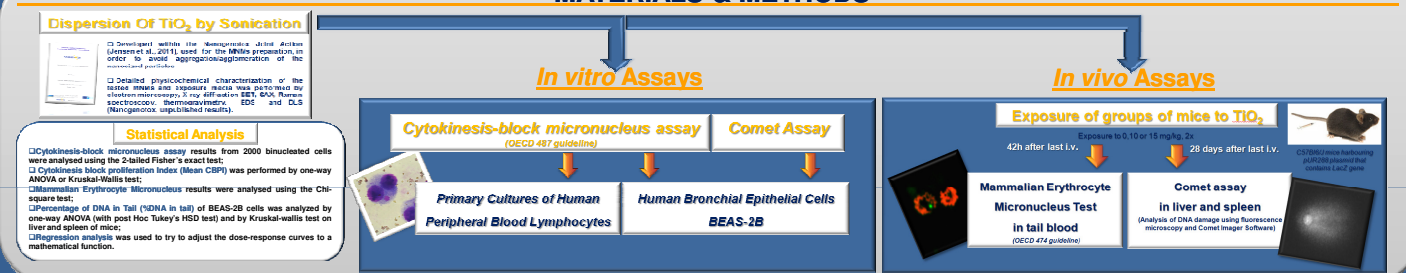 MATERIALS & METHODS
Dispersion Of TiO2 by Sonication
❑ Developed within the Nanogenotox Joint Action
(Jensen et al., 2011), used for the MNMs preparation, in
order to avoid aggregation/agglomeration of the
nanosized particles.
❑ Detailed physicochemical characterization of the
tested MNMs and exposure media was performed by
electron microscopy, X ray diffraction BET, SAX, Raman
spectroscopy, thermogravimetry, EDS and DLS
(Nanogenotox unpublished results).
Statistical Analysis
❑Cytokinesis-block micronucleus assay results from 2000 binucleated cells
were analysed using the 2-tailed Fisher´s exact test;
❑ Cytokinesis block proliferation Index (Mean CBPI) was performed by one-way
ANOVA or Kruskal-Wallis test;
❑Mammalian Erythrocyte Micronucleus results were analysed using the Chi-
square test;
❑Percentage of DNA in Tail (%DNA in tail) of BEAS-2B cells was analyzed by
one-way ANOVA (with post Hoc Tukey's HSD test) and by Kruskal-wallis test on
liver and spleen of mice;
❑Regression analysis was used to try to adjust the dose-response curves to a
mathematical function.
In vitro Assays
Cytokinesis-block micronucleus assay
(OECD 487 guideline)
Comet Assay
Primary Cultures of Human
Peripheral Blood Lymphocytes
Human Bronchial Epithelial Cells
BEAS-2B
In vivo Assays
Exposure of groups of mice to TiO2
Exposure to 0,10 or 15 mg/kg, 2x
42h after last i.v.
28 days after last i.v.
C57Bl6/J mice harbouring
pUR288 plasmid that
contains LacZ gene
Mammalian Erythrocyte
Micronucleus Test
in tail blood
(OECD 474 guideline)
Comet assay
in liver and spleen
(Analysis of DNA damage using fluorescence
microscopy and Comet Imager Software)